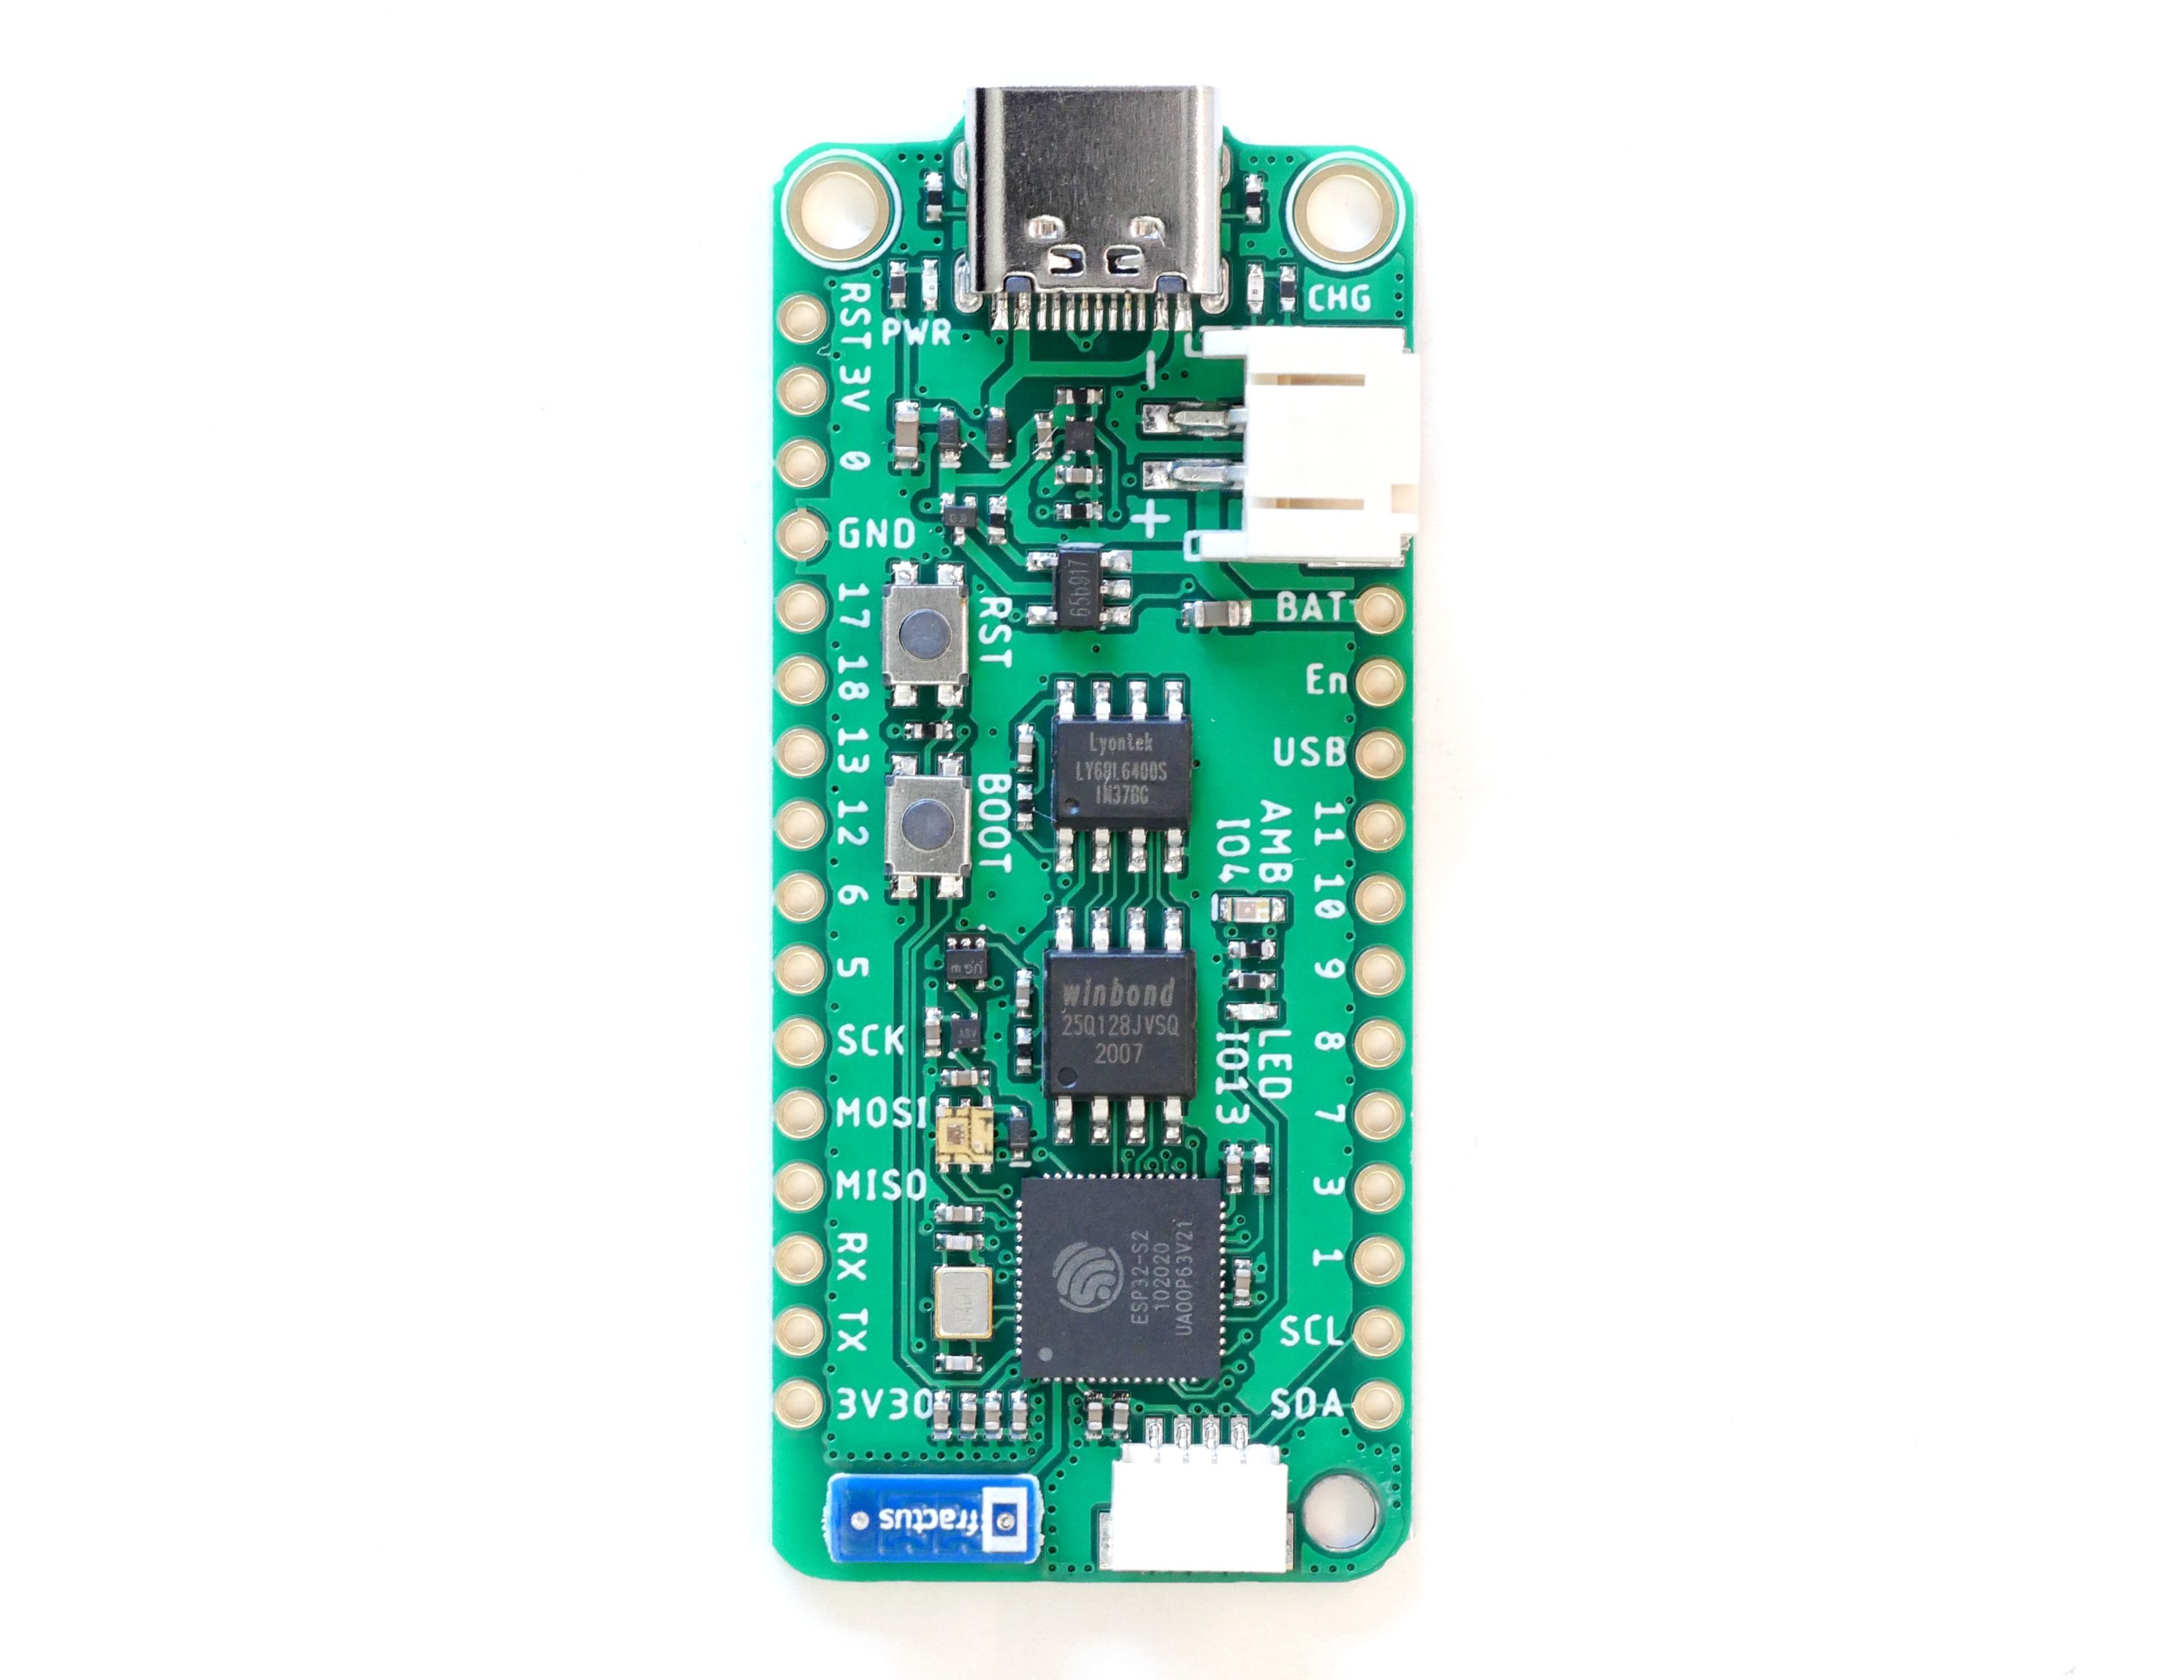 CHG
RST
PWR
3V
-
0
+
GND
65b917
17
RST
BAT
18
En
13
Lyontek
LY68L6400S
USB
12
BOOT
AMB
IO4
11
6
10
5
winbond
25Q128JVSQ
2007
9
SCK
LED
IO13
8
MOSI
7
MISO
3
RX
ESP32-S2
102020
UA00P63V21
1
TX
SCL
3V3O
SDA
fractus